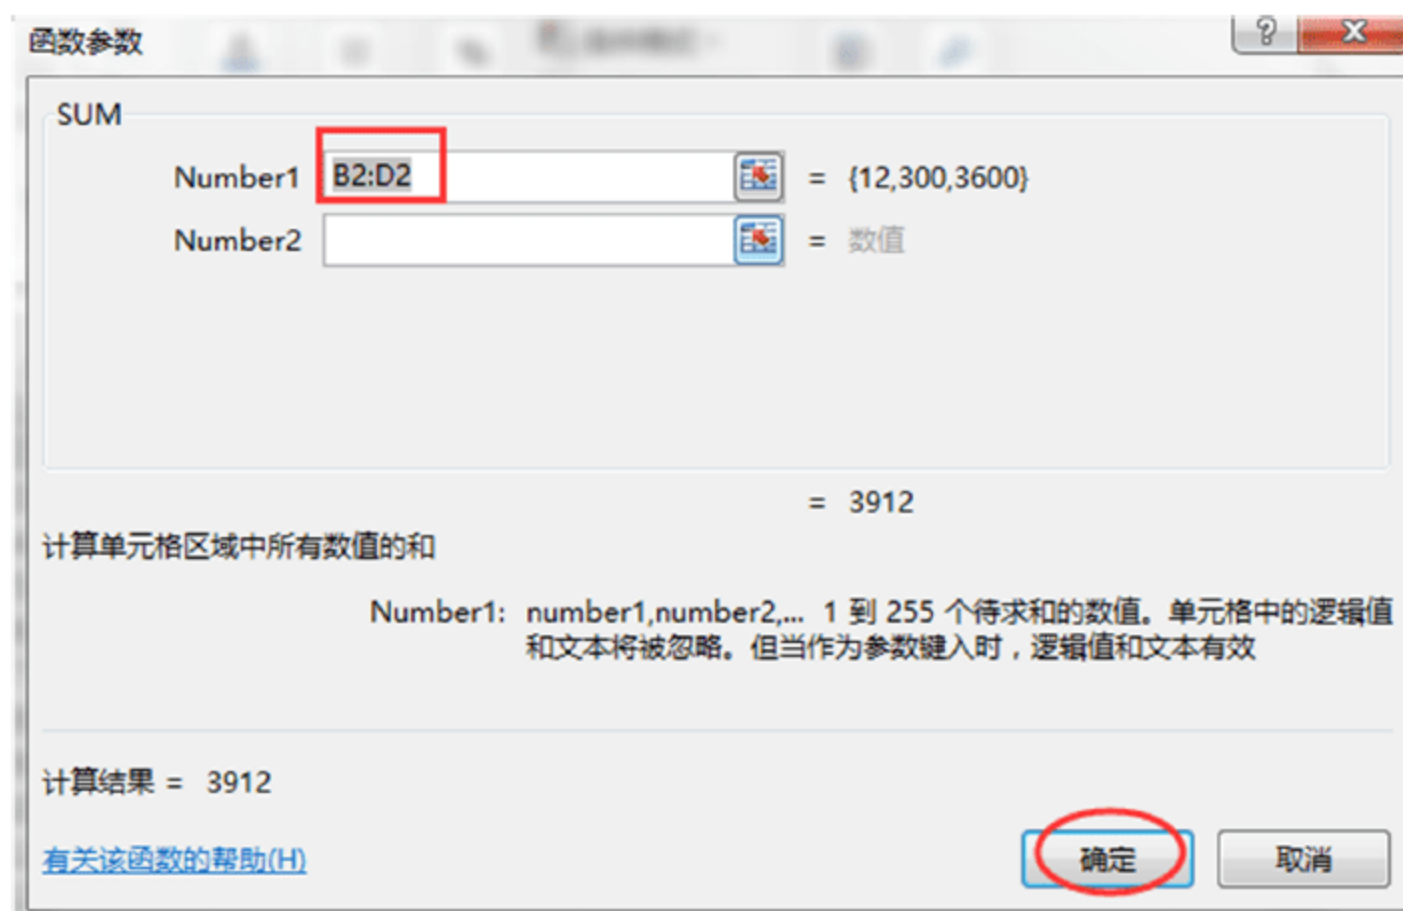 函数参数
SUM
Number1 B2:D2 = {12,300,3600}
Number2 = 数值
= 3912
计算单元格区域中所有数值的和
Number1: number1,number2,... 1 到 255 个待求和的数值。单元格中的逻辑值
和文本将被忽略。但当作为参数键入时，逻辑值和文本有效
计算结果 = 3912
有关该函数的帮助(H)
确定 取消